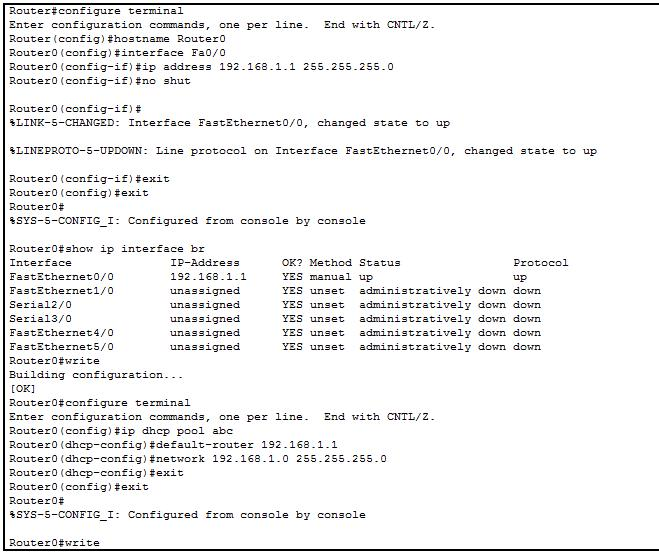 Router#configure terminal
Enter configuration commands, one per line.  End with CNTL/Z.
Router(config)#hostname Router0
Router0(config)#interface Fa0/0
Router0(config-if)#ip address 192.168.1.1 255.255.255.0
Router0(config-if)#no shut
Router0(config-if)#
%LINK-5-CHANGED: Interface FastEthernet0/0, changed state to up
%LINEPROTO-5-UPDOWN: Line protocol on Interface FastEthernet0/0, changed state to up
Router0(config-if)#exit
Router0(config)#exit
Router0#
%SYS-5-CONFIG_I: Configured from console by console
Router0#show ip interface br
Interface              IP-Address      OK? Method Status                Protocol
FastEthernet0/0        192.168.1.1     YES manual up                    up
FastEthernet1/0        unassigned      YES unset  administratively down down
Serial2/0              unassigned      YES unset  administratively down down
Serial3/0              unassigned      YES unset  administratively down down
FastEthernet4/0        unassigned      YES unset  administratively down down
FastEthernet5/0        unassigned      YES unset  administratively down down
Router0#write
Building configuration...
[OK]
Router0#configure terminal
Enter configuration commands, one per line.  End with CNTL/Z.
Router0(config)#ip dhcp pool abc
Router0(dhcp-config)#default-router 192.168.1.1
Router0(dhcp-config)#network 192.168.1.0 255.255.255.0
Router0(dhcp-config)#exit
Router0(config)#exit
Router0#
%SYS-5-CONFIG_I: Configured from console by console
Router0#write